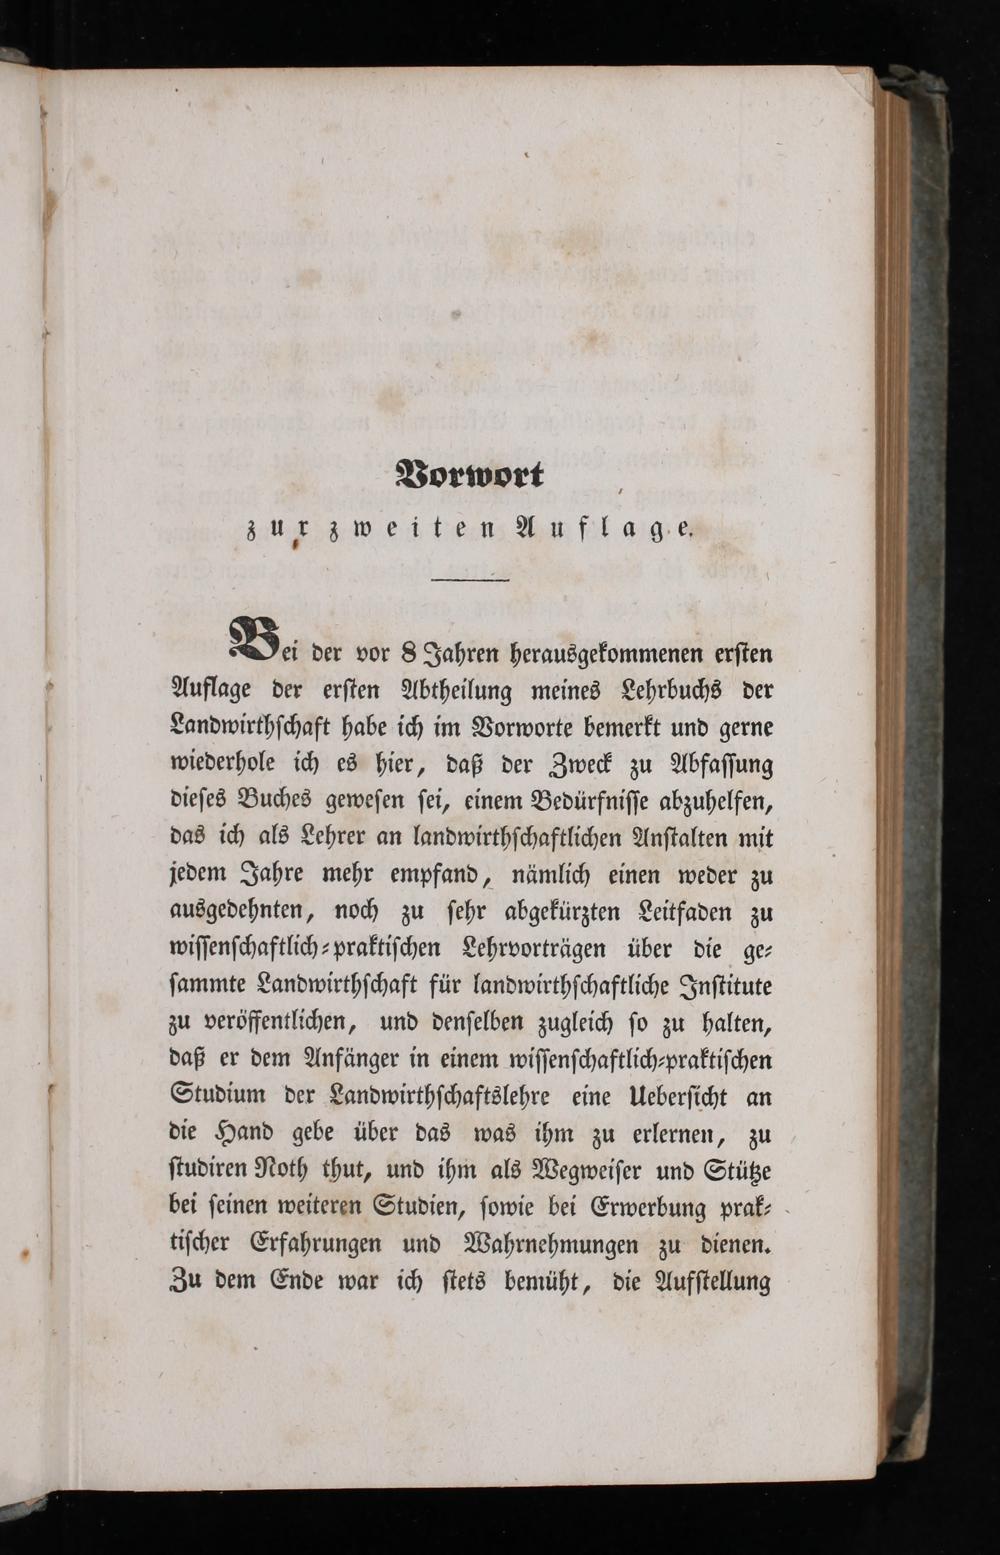 Vorwort
zur zweiten Auflage.
Bei der vor 8 Jahren herausgekommenen erſten
Auflage der erſten Abtheilung meines Lehrbuchs der
Landwirthſchaft habe ich im Vorworte bemerkt und gerne
wiederhole ich es hier, daß der Zweck zu Abfaſſung
dieſes Buches geweſen ſei, einem Bedürfniſſe abzuhelfen,
das ich als Lehrer an landwirthſchaftlichen Anſtalten mit
jedem Jahre mehr empfand, nämlich einen weder zu
ausgedehnten, noch zu ſehr abgekürzten Leitfaden zu
wiſſenſchaftlich⸗praktiſchen Lehrvorträgen über die ge⸗
ſammte Landwirthſchaft für landwirthſchaftliche Inſtitute
zu veröffentlichen, und denſelben zugleich ſo zu halten,
daß er dem Anfänger in einem wiſſenſchaftlich⸗praktiſchen
Studium der Landwirthſchaftslehre eine Ueberſicht an
die Hand gebe über das was ihm zu erlernen, zu
ſtudiren Noth thut, und ihm als Wegweiſer und Stütze
bei ſeinen weiteren Studien, ſowie bei Erwerbung prak⸗
tiſcher Erfahrungen und Wahrnehmungen zu dienen.
Zu dem Ende war ich ſtets bemüht, die Aufſtellung